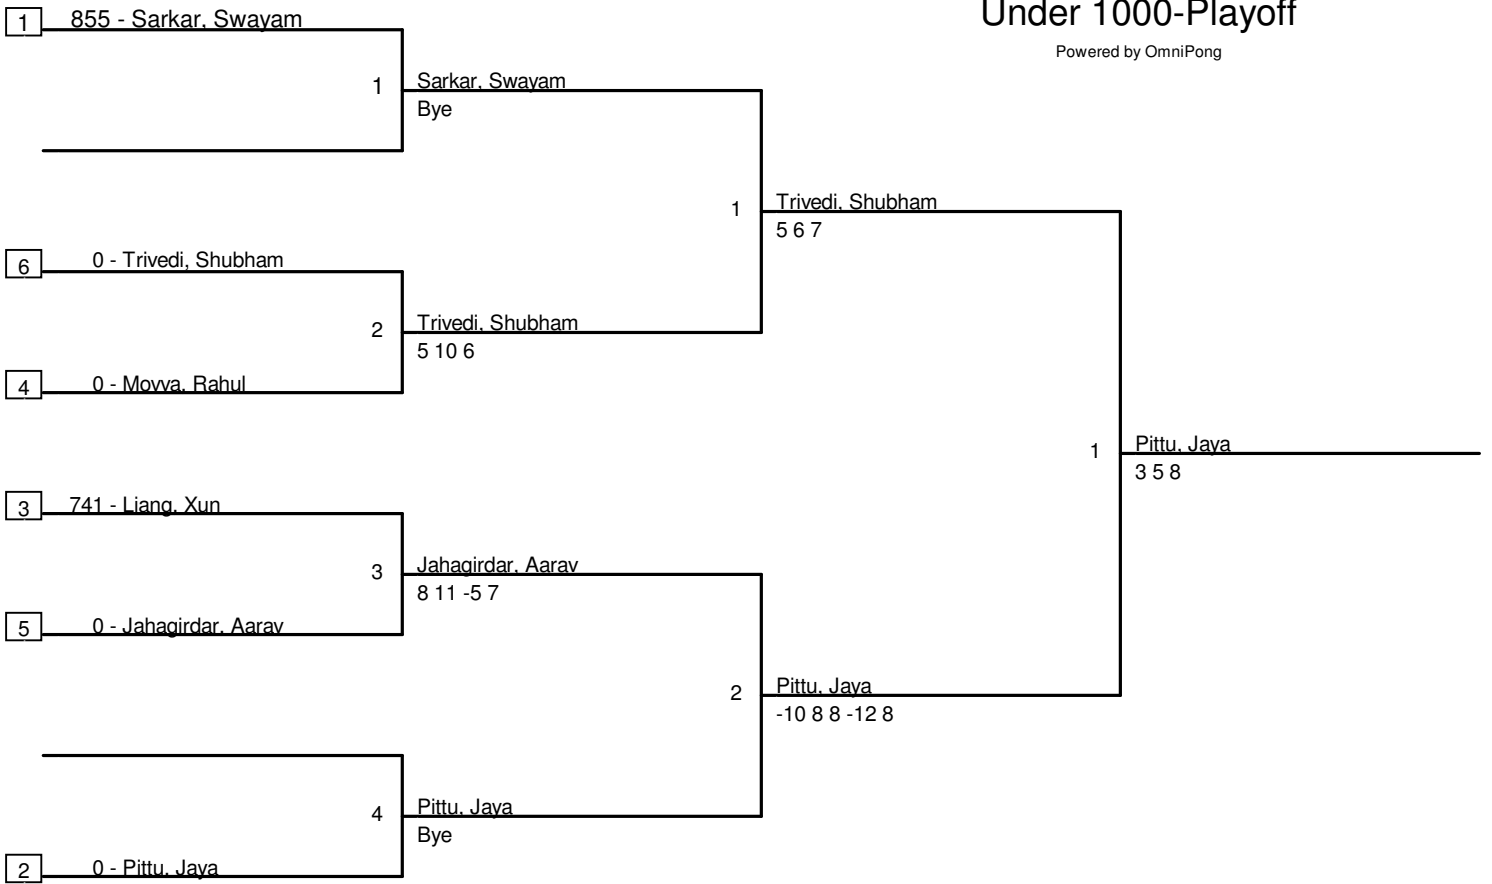 Under 1000-Playoff
Powered by OmniPong
1 855 - Sarkar, Swayam
1 Sarkar, Swayam
Bye
1 Trivedi, Shubham
5 6 7
6 0 - Trivedi, Shubham
2 Trivedi, Shubham
5 10 6
4 0 - Movva, Rahul
1 Pittu, Jaya
3 5 8
3 741 - Liang, Xun
3 Jahagirdar, Aarav
8 11 -5 7
5 0 - Jahagirdar, Aarav
2 Pittu, Jaya
-10 8 8 -12 8
4 Pittu, Jaya
Bye
2 0 - Pittu, Jaya